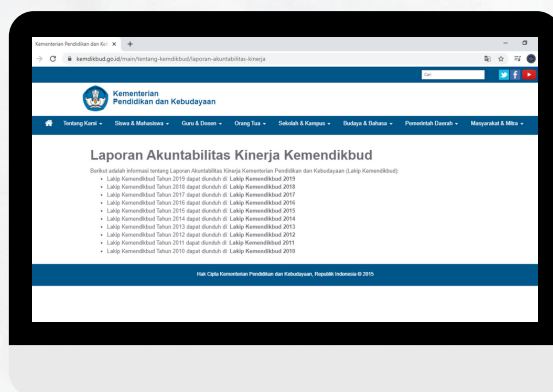 Kementerian Pendidikan dan Keb
kemdikbud.go.id/main/tentang-kemdikbud/laporan-akuntabilitas-kinerja
Cari
Kementerian
Pendidikan dan Kebudayaan
Tentang Kami Siswa & Mahasiswa Guru & Dosen Orang Tua Sekolah & Kampus Budaya & Bahasa Pemerintah Daerah Masyarakat & Mitra
Laporan Akuntabilitas Kinerja Kemendikbud
Berikut adalah informasi tentang Laporan Akuntabilitas Kinerja Kementerian Pendidikan dan Kebudayaan (Lakip Kemendikbud):
• Lakip Kemendikbud Tahun 2019 dapat diunduh di: Lakip Kemendikbud 2019
• Lakip Kemendikbud Tahun 2018 dapat diunduh di: Lakip Kemendikbud 2018
• Lakip Kemendikbud Tahun 2017 dapat diunduh di: Lakip Kemendikbud 2017
• Lakip Kemendikbud Tahun 2016 dapat diunduh di: Lakip Kemendikbud 2016
• Lakip Kemendikbud Tahun 2015 dapat diunduh di: Lakip Kemendikbud 2015
• Lakip Kemendikbud Tahun 2014 dapat diunduh di: Lakip Kemendikbud 2014
• Lakip Kemendikbud Tahun 2013 dapat diunduh di: Lakip Kemendikbud 2013
• Lakip Kemendikbud Tahun 2012 dapat diunduh di: Lakip Kemendikbud 2012
• Lakip Kemendikbud Tahun 2011 dapat diunduh di: Lakip Kemendikbud 2011
• Lakip Kemendikbud Tahun 2010 dapat diunduh di: Lakip Kemendikbud 2010
Hak Cipta Kementerian Pendidikan dan Kebudayaan, Republik Indonesia © 2015